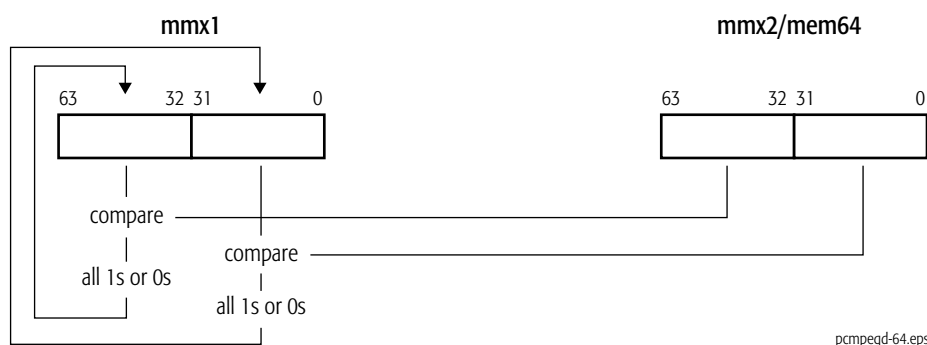 mmx1 mmx2/mem64
63 32 31 0 63 32 31 0
compare
compare
all 1s or 0s
all 1s or 0s
pcmpeqd-64.eps